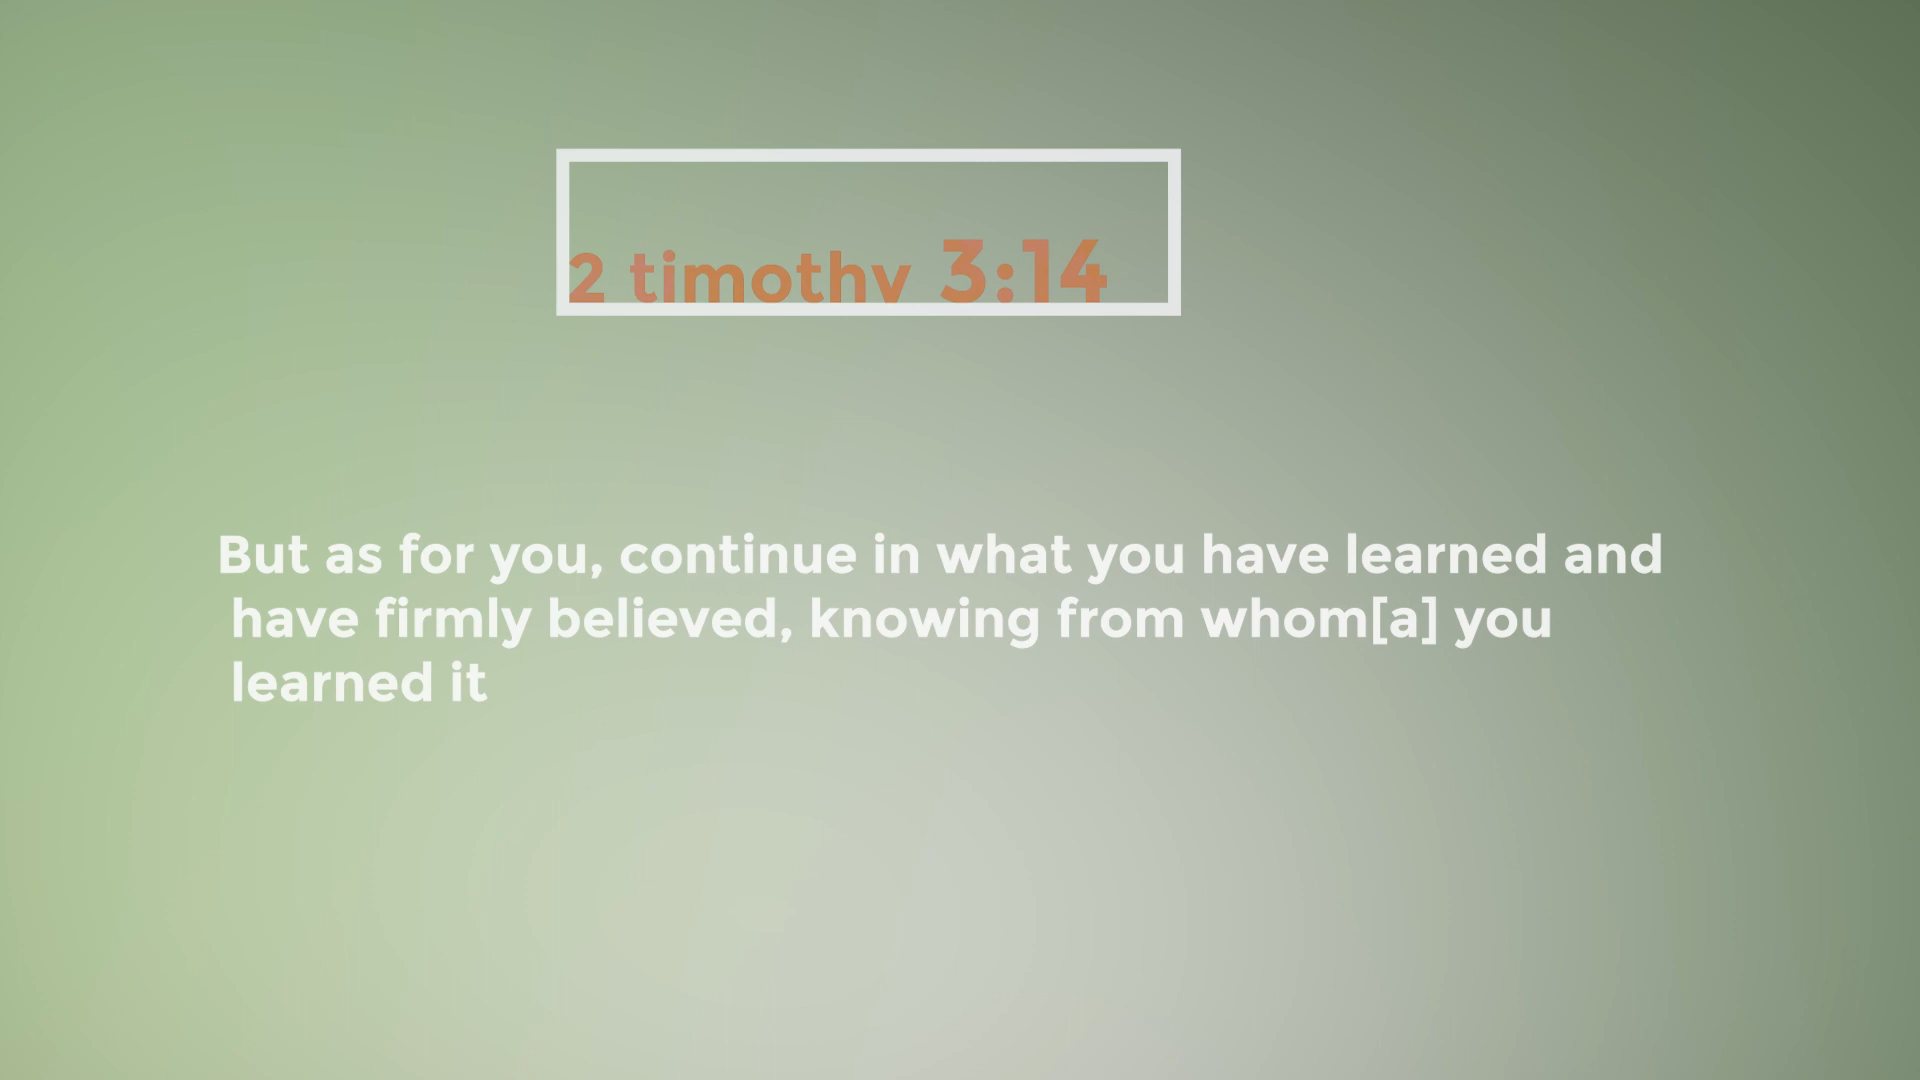 2 timothy 3:14
But as for you, continue in what you have learned and
have firmly believed, knowing from whom[a] you
learned it